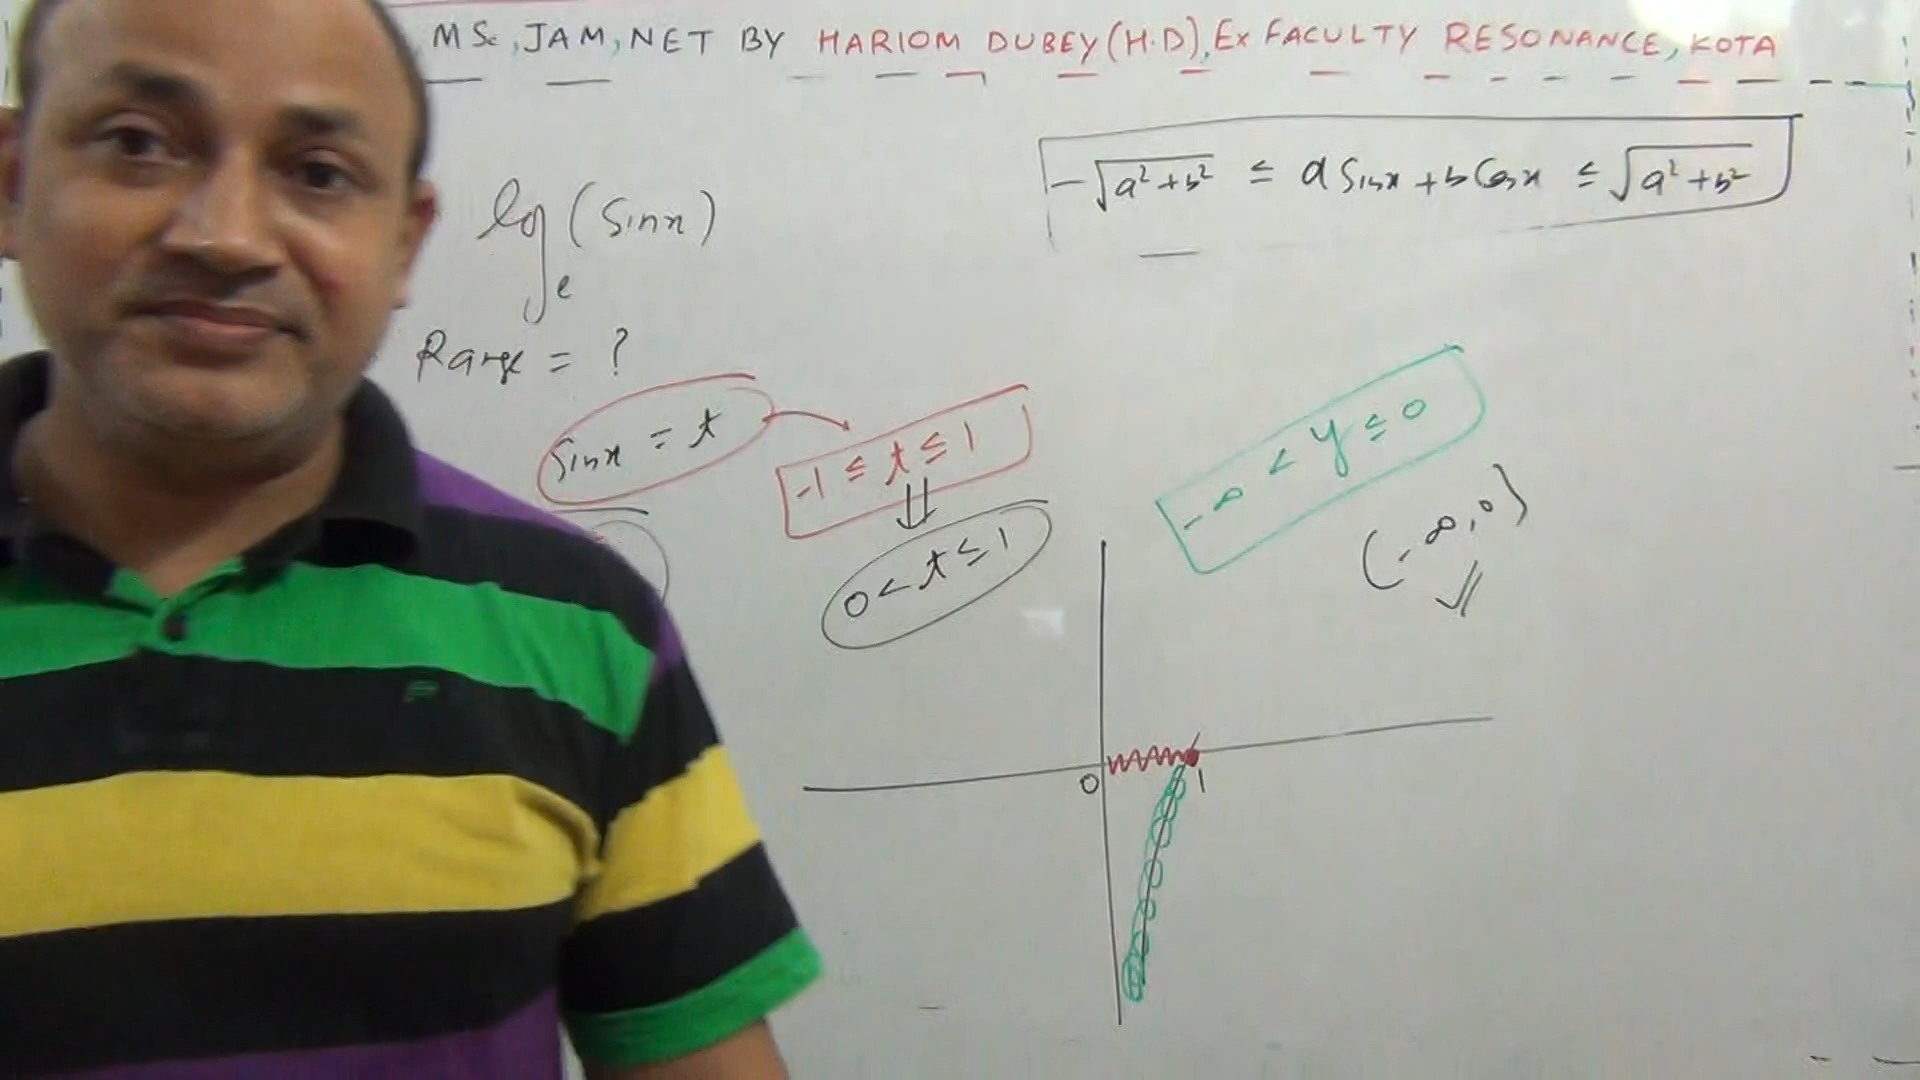 MSc, JAM, NET BY HARIOM DUBEY (H.D), Ex FACULTY RESONANCE, KOTA
-√a²+b² ≤ a Sinx + b Cosx ≤ √a²+b²
log e (Sinx)
Range = ?
Sinx = t
-1 ≤ t ≤ 1
-∞ < y ≤ 0
0 < t ≤ 1
(-∞, 0)
0 1